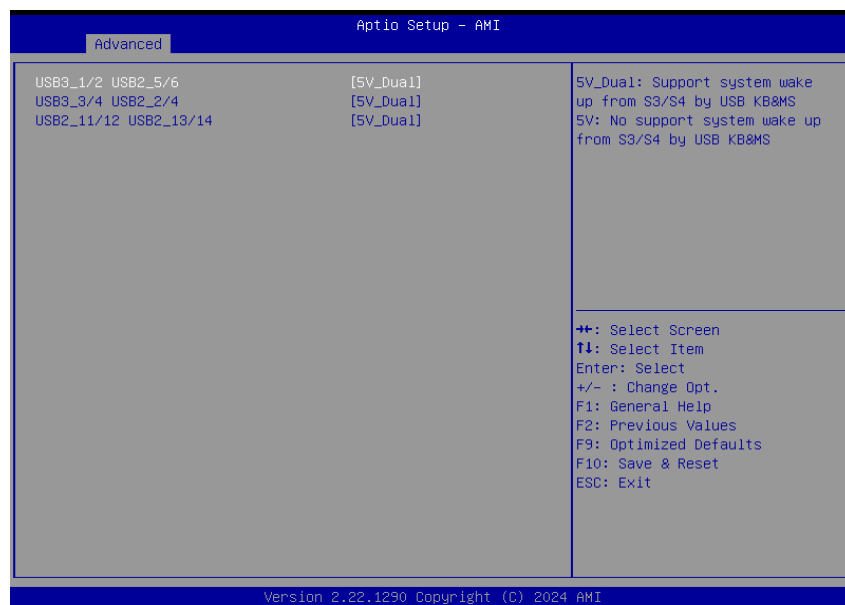 Aptio Setup – AMI
Advanced
USB3_1/2 USB2_5/6 [5V_Dual]
USB3_3/4 USB2_2/4 [5V_Dual]
USB2_11/12 USB2_13/14 [5V_Dual]
5V_Dual: Support system wake
up from S3/S4 by USB KB&MS
5V: No support system wake up
from S3/S4 by USB KB&MS
→←: Select Screen
↑↓: Select Item
Enter: Select
+/- : Change Opt.
F1: General Help
F2: Previous Values
F9: Optimized Defaults
F10: Save & Reset
ESC: Exit
Version 2.22.1290 Copyright (C) 2024 AMI